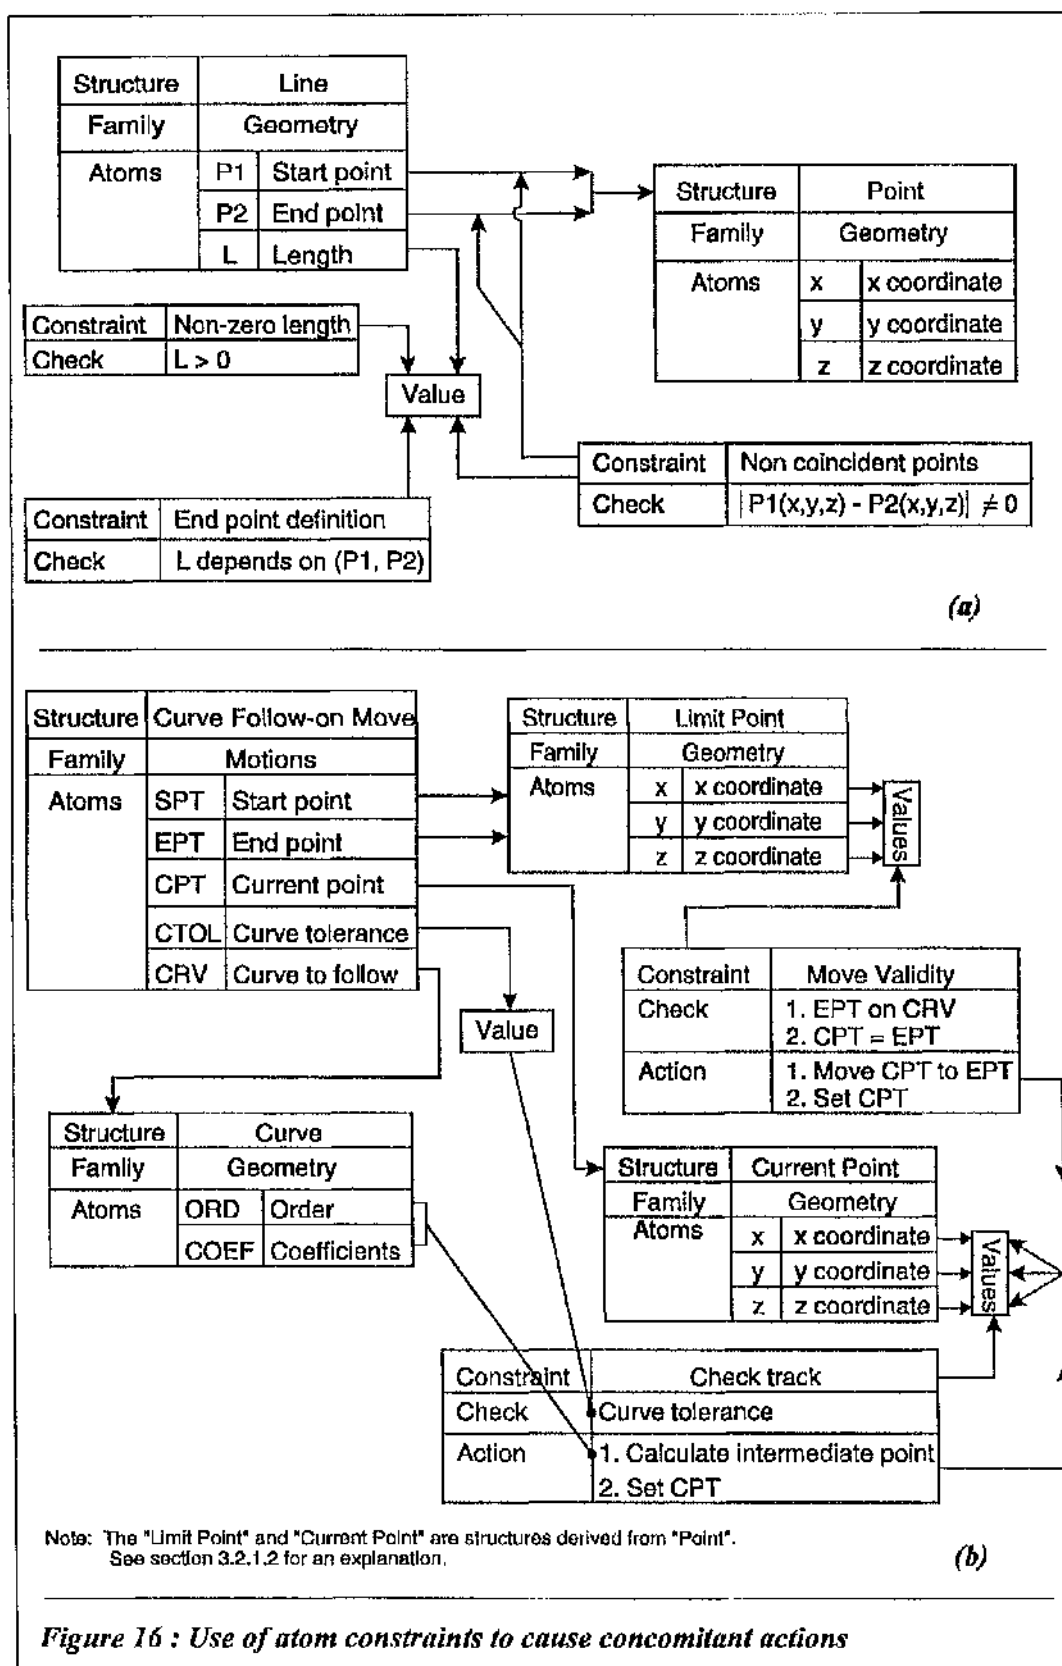 Structure Line
Family Geometry
Atoms P1 Start point
P2 End point
L Length
Structure Point
Family Geometry
Atoms x x coordinate
y y coordinate
z z coordinate
Constraint Non-zero length
Check L > 0
Value
Constraint Non coincident points
Check |P1(x,y,z) - P2(x,y,z)| ≠ 0
Constraint End point definition
Check L depends on (P1, P2)
(a)
Structure Curve Follow-on Move
Family Motions
Atoms SPT Start point
EPT End point
CPT Current point
CTOL Curve tolerance
CRV Curve to follow
Structure Limit Point
Family Geometry
Atoms x x coordinate
y y coordinate
z z coordinate
Values
Constraint Move Validity
Check 1. EPT on CRV
2. CPT = EPT
Action 1. Move CPT to EPT
2. Set CPT
Value
Structure Curve
Family Geometry
Atoms ORD Order
COEF Coefficients
Structure Current Point
Family Geometry
Atoms x x coordinate
y y coordinate
z z coordinate
Values
Constraint Check track
Check Curve tolerance
Action 1. Calculate intermediate point
2. Set CPT
Note: The "Limit Point" and "Current Point" are structures derived from "Point".
See section 3.2.1.2 for an explanation.
(b)
Figure 16 : Use of atom constraints to cause concomitant actions